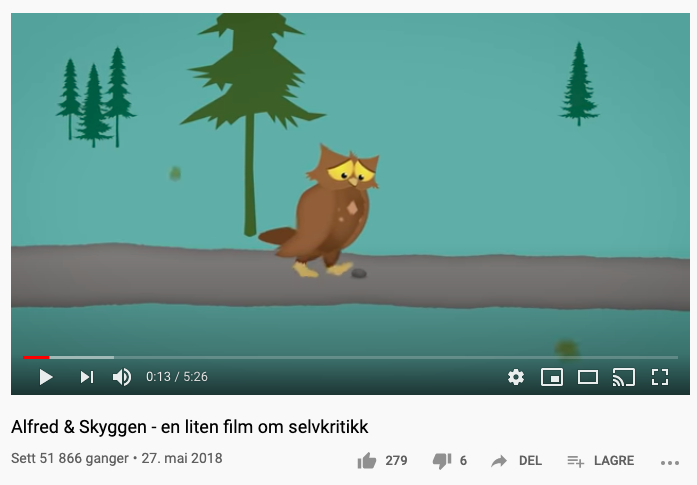 0:13 / 5:26
Alfred & Skyggen - en liten film om selvkritikk
Sett 51 866 ganger • 27. mai 2018
279
6
DEL
LAGRE